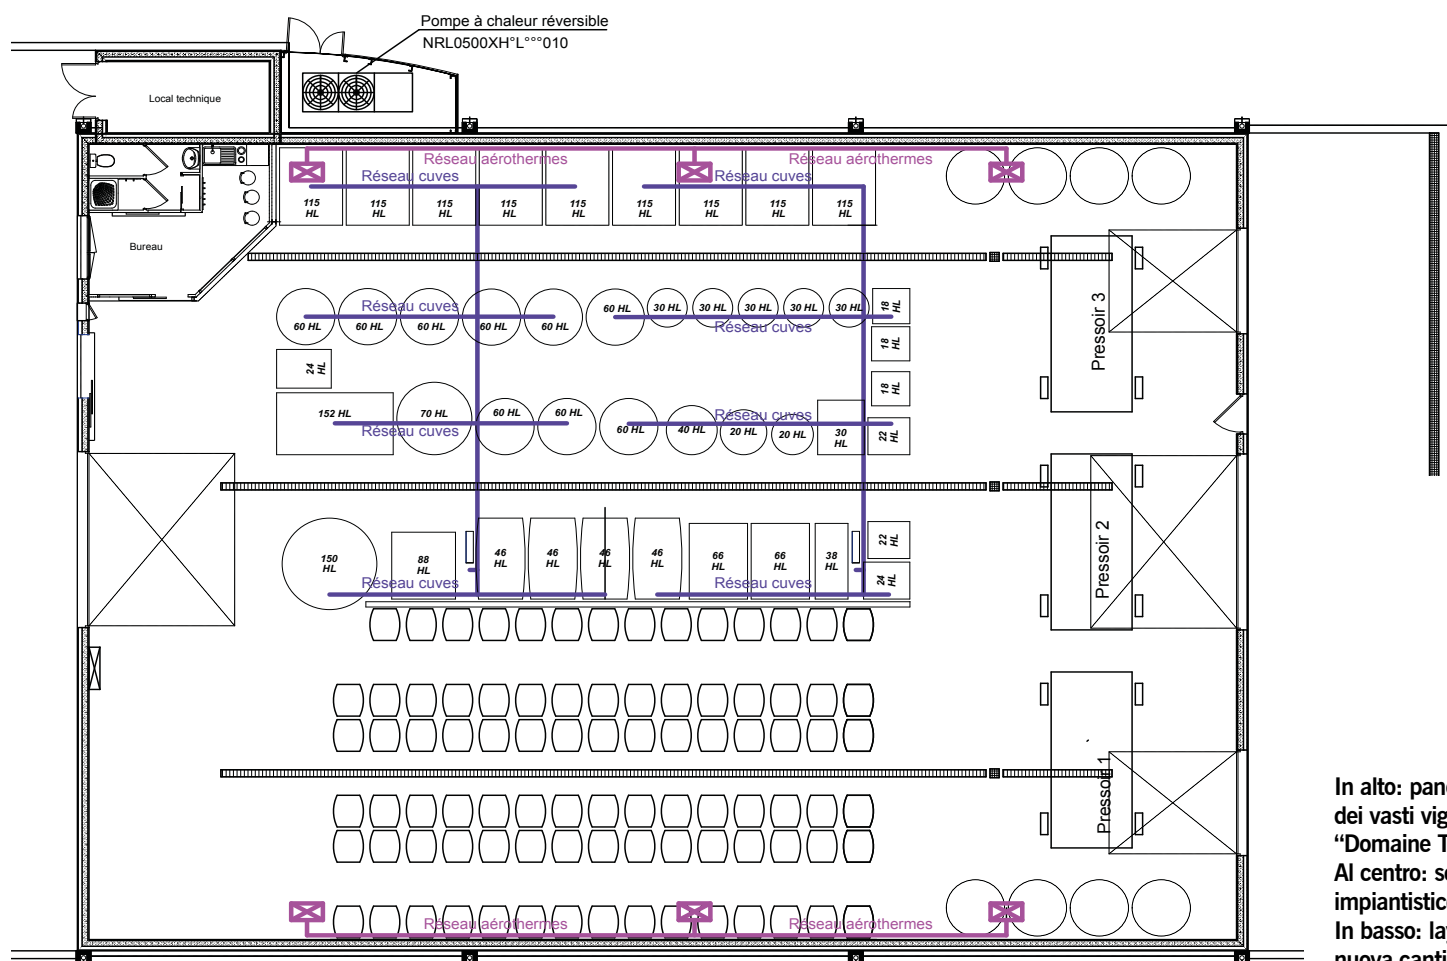 Pompe à chaleur réversible
NRL0500XH°L°°°010
Local technique
Réseau aérothermes
Réseau aérothermes
Réseau cuves
Réseau cuves
115 HL
115 HL
115 HL
115 HL
115 HL
115 HL
115 HL
115 HL
115 HL
Bureau
Réseau cuves
60 HL
60 HL
60 HL
60 HL
60 HL
60 HL
30 HL
30 HL
30 HL
30 HL
30 HL
18 HL
Réseau cuves
Pressoir 3
24 HL
18 HL
18 HL
152 HL
70 HL
60 HL
60 HL
Réseau cuves
60 HL
40 HL
20 HL
20 HL
30 HL
22 HL
Réseau cuves
150 HL
88 HL
46 HL
46 HL
46 HL
46 HL
66 HL
66 HL
38 HL
22 HL
24 HL
Pressoir 2
Réseau cuves
Réseau cuves
Pressoir 1
Réseau aérothermes
Réseau aérothermes
In alto:
dei vasti
“Domaine
Al centro:
impiantistico
In basso:
nuova